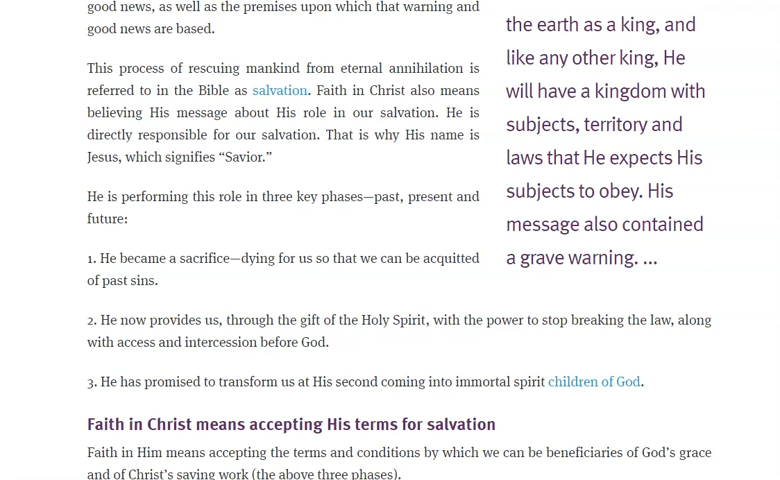 good news, as well as the premises upon which that warning and
good news are based.
This process of rescuing mankind from eternal annihilation is
referred to in the Bible as salvation. Faith in Christ also means
believing His message about His role in our salvation. He is
directly responsible for our salvation. That is why His name is
Jesus, which signifies “Savior.”
He is performing this role in three key phases—past, present and
future:
1. He became a sacrifice—dying for us so that we can be acquitted
of past sins.
the earth as a king, and
like any other king, He
will have a kingdom with
subjects, territory and
laws that He expects His
subjects to obey. His
message also contained
a grave warning. ...
2. He now provides us, through the gift of the Holy Spirit, with the power to stop breaking the law, along
with access and intercession before God.
3. He has promised to transform us at His second coming into immortal spirit children of God.
Faith in Christ means accepting His terms for salvation
Faith in Him means accepting the terms and conditions by which we can be beneficiaries of God’s grace
and of Christ’s saving work (the above three phases).